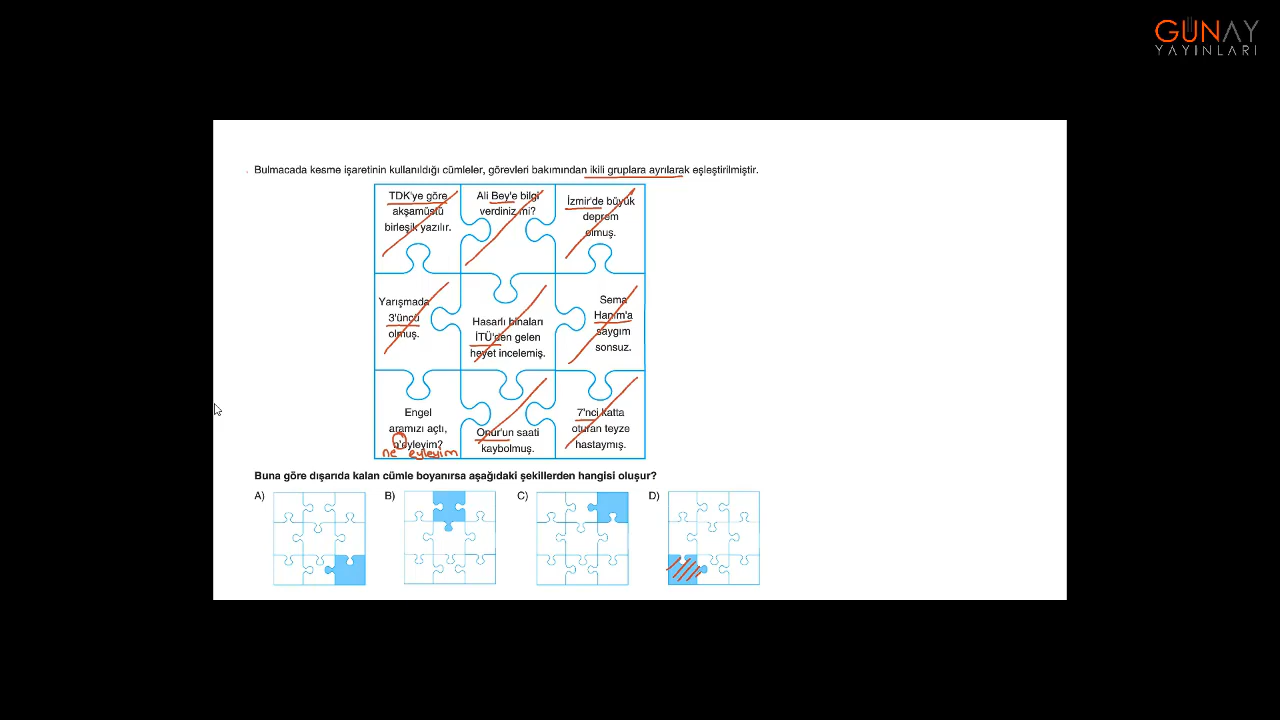 GÜNAY
YAYINLARI
Bulmacada kesme işaretinin kullanıldığı cümleler, görevleri bakımından ikili gruplara ayrılarak eşleştirilmiştir.
TDK'ye göre
akşamüstü
birleşik yazılır.
Ali Bey'e bilgi
verdiniz mi?
İzmir'de büyük
deprem
olmuş.
Yarışmada
3'üncü
olmuş.
Hasarlı binaları
İTÜ'den gelen
heyet incelemiş.
Sema
Hanım'a
saygım
sonsuz.
Engel
aramızı açtı,
n'eyleyim?
ne eyleyim
Onur'un saati
kaybolmuş.
7'nci katta
oturan teyze
hastaymış.
Buna göre dışarıda kalan cümle boyanırsa aşağıdaki şekillerden hangisi oluşur?
A)
B)
C)
D)